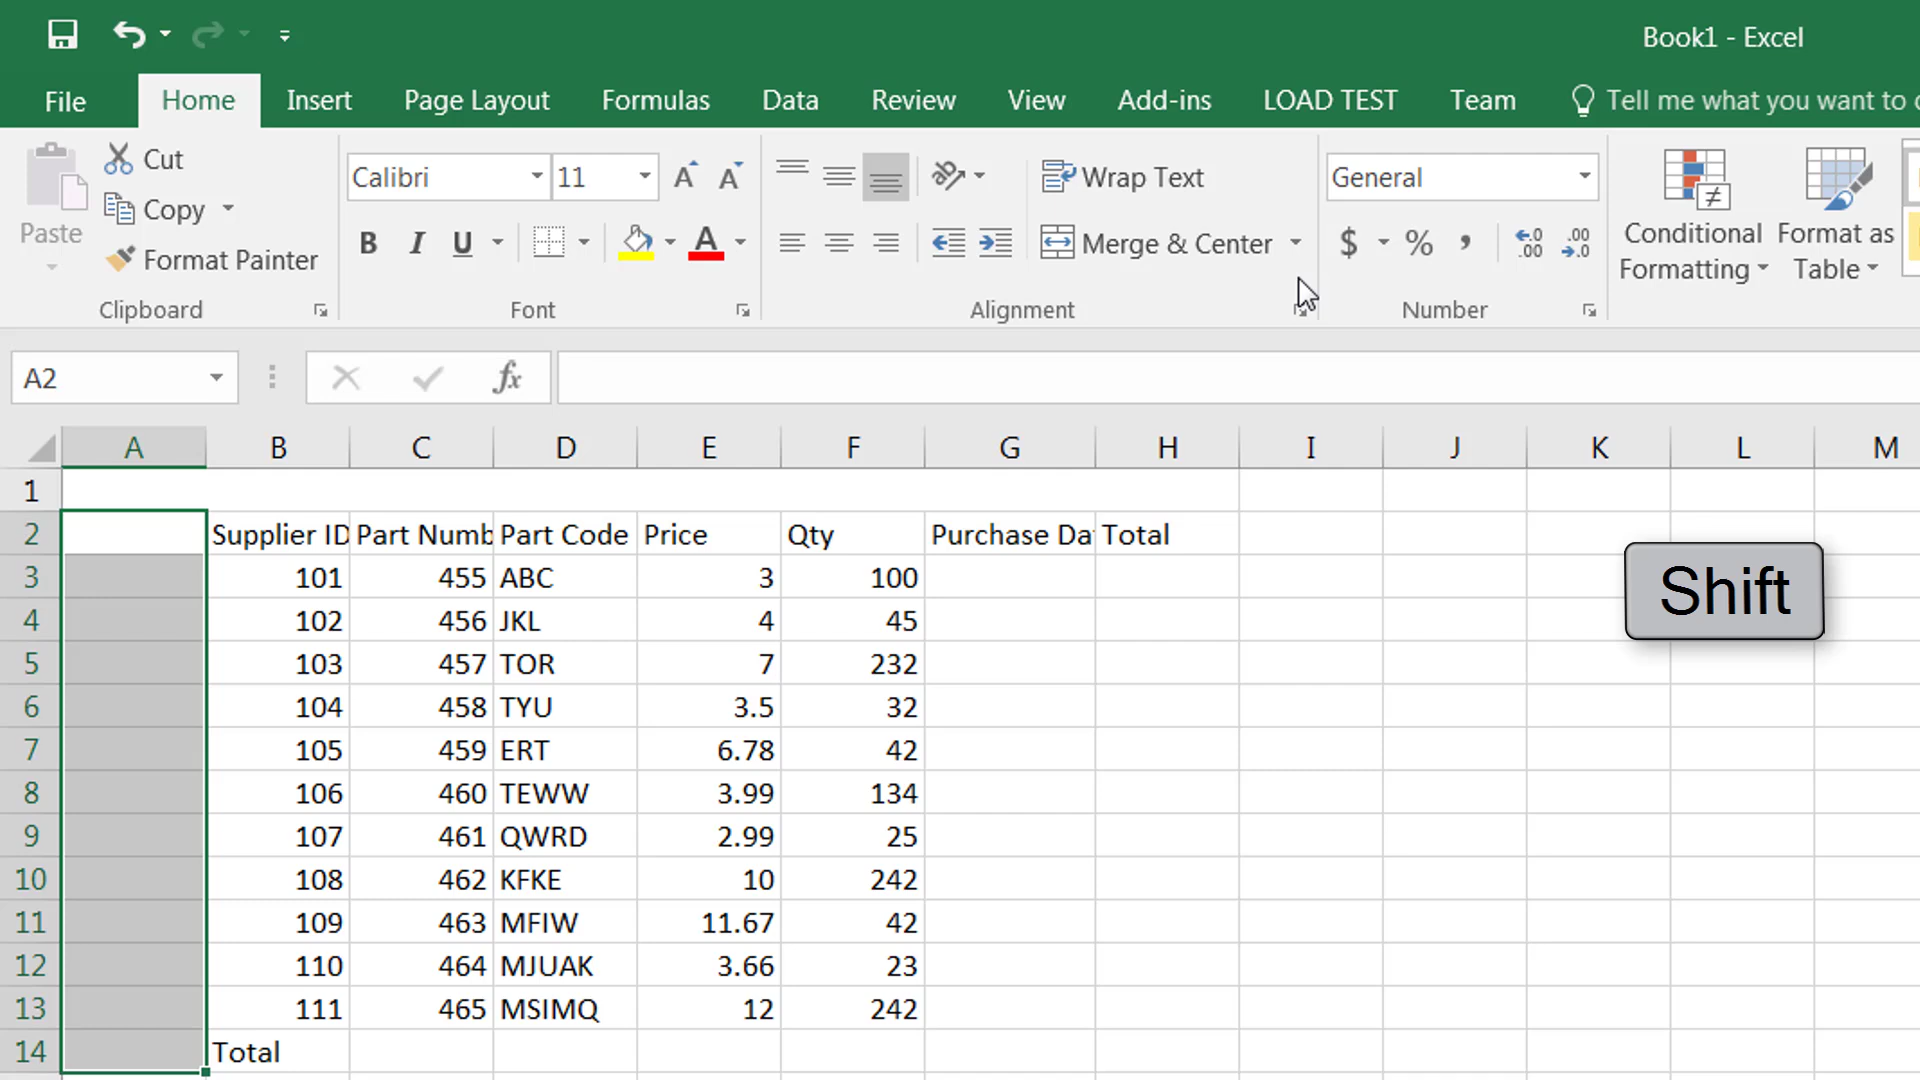 Book1 - Excel
File Home Insert Page Layout Formulas Data Review View Add-ins LOAD TEST Team Tell me what you want to
Paste Cut Copy Format Painter
Clipboard
Calibri 11
B I U A
Font
Wrap Text
Merge & Center
Alignment
General
$ % , .00 .00
Number
Conditional Formatting
Format as Table
A2 fx
A B C D E F G H I J K L M
1
2 Supplier ID Part Numb Part Code Price Qty Purchase Da Total
3 101 455 ABC 3 100
4 102 456 JKL 4 45
5 103 457 TOR 7 232
6 104 458 TYU 3.5 32
7 105 459 ERT 6.78 42
8 106 460 TEWW 3.99 134
9 107 461 QWRD 2.99 25
10 108 462 KFKE 10 242
11 109 463 MFIW 11.67 42
12 110 464 MJUAK 3.66 23
13 111 465 MSIMQ 12 242
14 Total
Shift